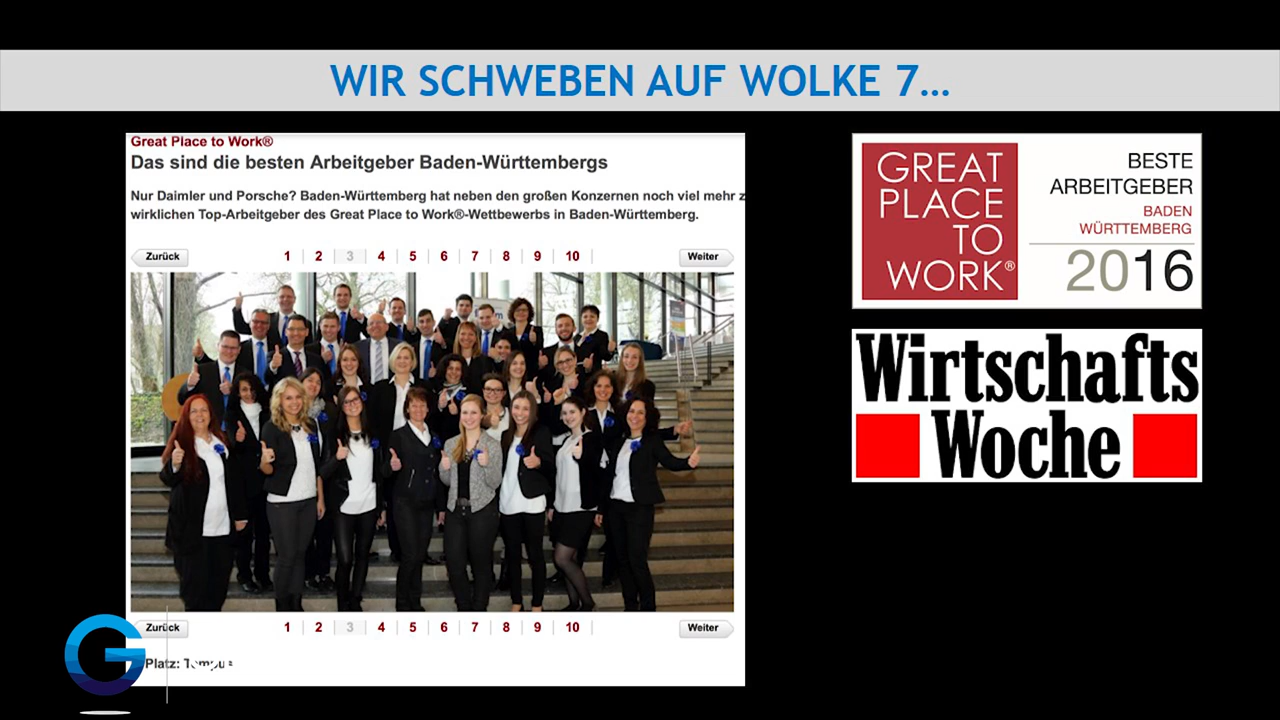 WIR SCHWEBEN AUF WOLKE 7...
Great Place to Work®
Das sind die besten Arbeitgeber Baden-Württembergs
Nur Daimler und Porsche? Baden-Württemberg hat neben den großen Konzernen noch viel mehr z
wirklichen Top-Arbeitgeber des Great Place to Work®-Wettbewerbs in Baden-Württemberg.
Zurück 1 2 3 4 5 6 7 8 9 10 Weiter
Zurück 1 2 3 4 5 6 7 8 9 10 Weiter
Platz:
GREAT
PLACE
TO
WORK®
BESTE
ARBEITGEBER
BADEN
WÜRTTEMBERG
2016
Wirtschafts
Woche